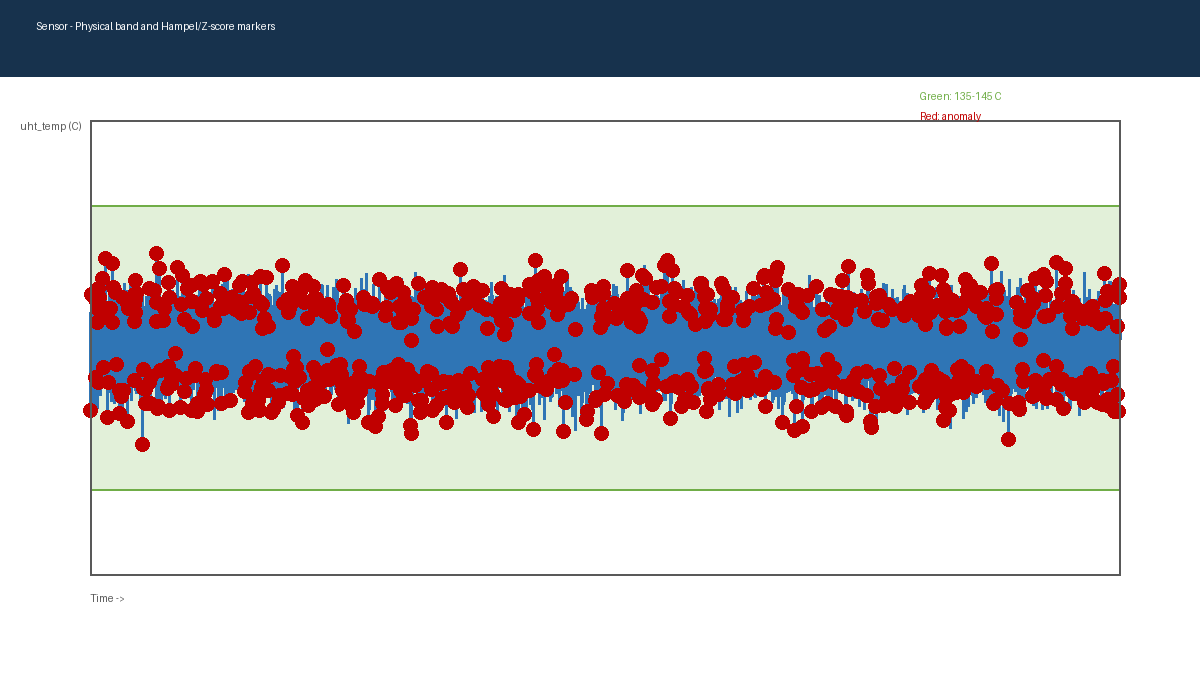 Sensor - Physical band and Hampel/Z-score markers
Green: 135-145 C
Red: anomaly
uht_temp (C)
Time ->